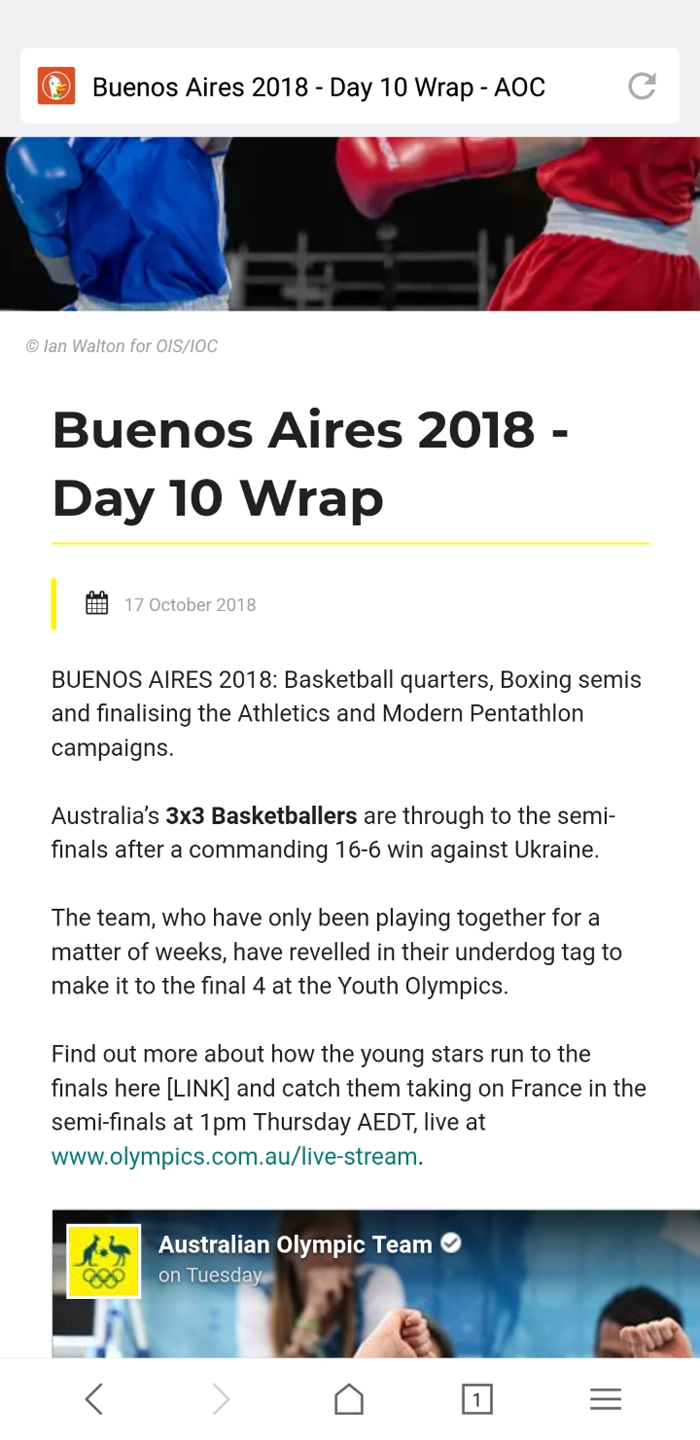 Buenos Aires 2018 - Day 10 Wrap - AOC
© Ian Walton for OIS/IOC
Buenos Aires 2018 -
Day 10 Wrap
17 October 2018
BUENOS AIRES 2018: Basketball quarters, Boxing semis
and finalising the Athletics and Modern Pentathlon
campaigns.
Australia’s 3x3 Basketballers are through to the semi-
finals after a commanding 16-6 win against Ukraine.
The team, who have only been playing together for a
matter of weeks, have revelled in their underdog tag to
make it to the final 4 at the Youth Olympics.
Find out more about how the young stars run to the
finals here [LINK] and catch them taking on France in the
semi-finals at 1pm Thursday AEDT, live at
www.olympics.com.au/live-stream.
Australian Olympic Team
on Tuesday
1